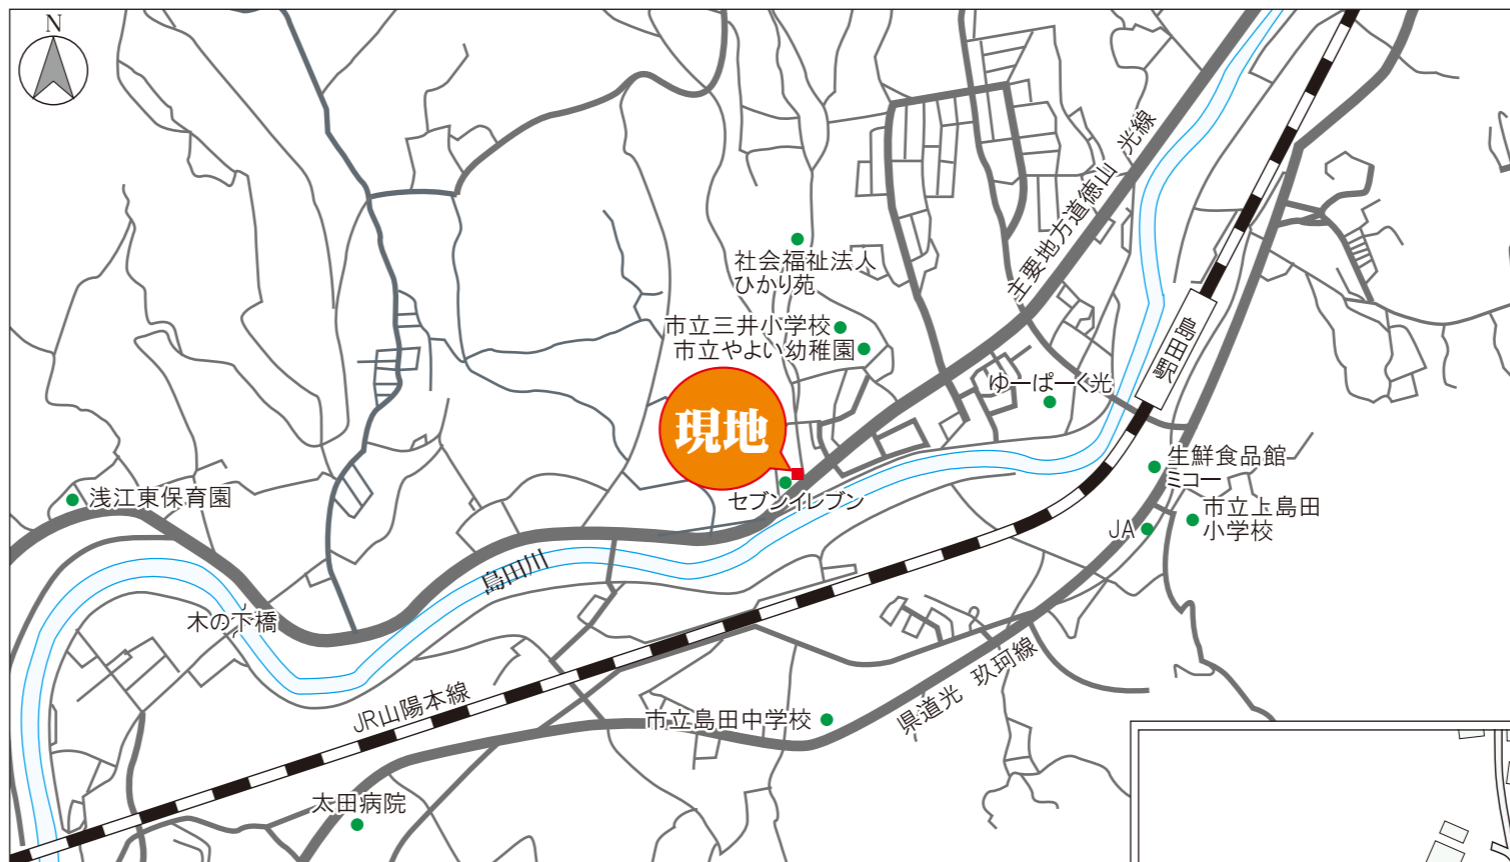 N
主要地方道徳山 光線
社会福祉法人
ひかり苑
市立三井小学校
市立やよい幼稚園
島田駅
ゆーぱーく光
現地
生鮮食品館
ミコー
セブンイレブン
浅江東保育園
市立上島田
小学校
JA
島田川
木の下橋
JR山陽本線
県道光 玖珂線
市立島田中学校
太田病院